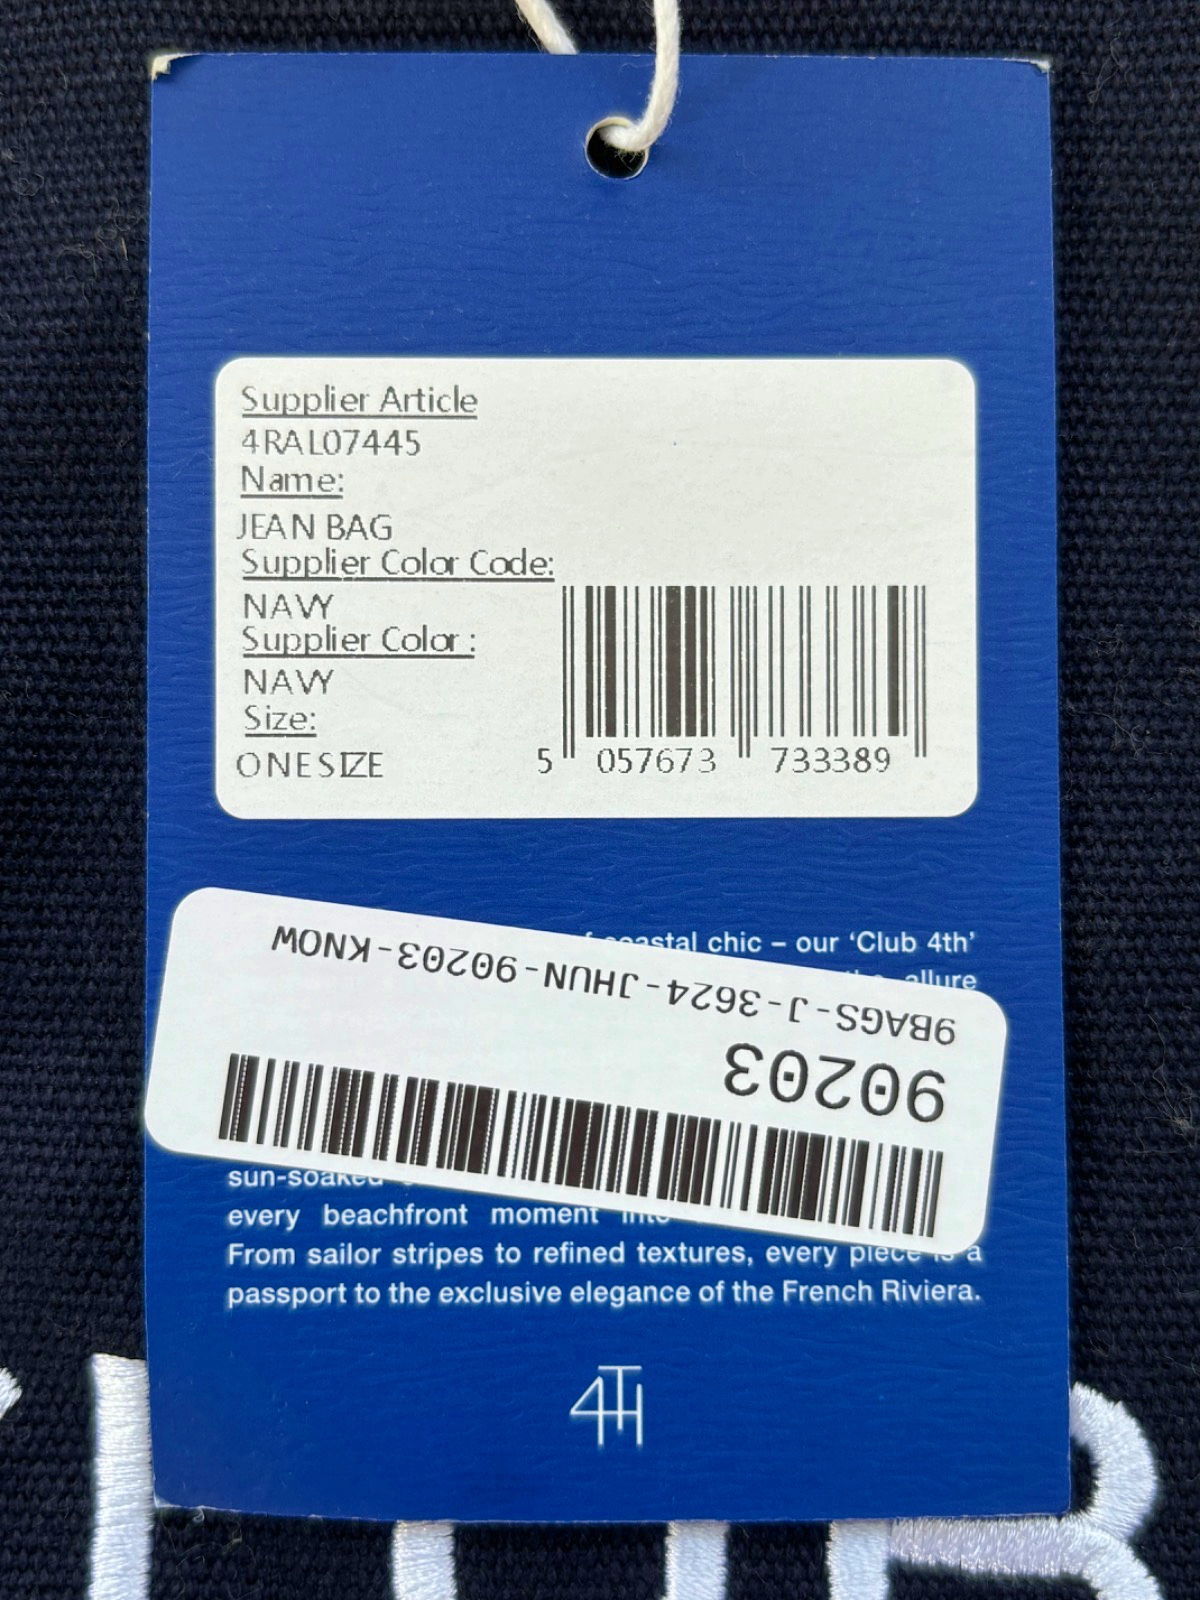 Supplier Article
4RAL07445
Name:
JEAN BAG
Supplier Color Code:
NAVY
Supplier Color :
NAVY
Size:
ONESIZE
5 057673 733389
coastal chic – our ‘Club 4th’
allure
9BAGS-J-3624-JHUN-90203-KNOW
90203
sun-soaked
every beachfront moment into
From sailor stripes to refined textures, every piece is a
passport to the exclusive elegance of the French Riviera.
4TH